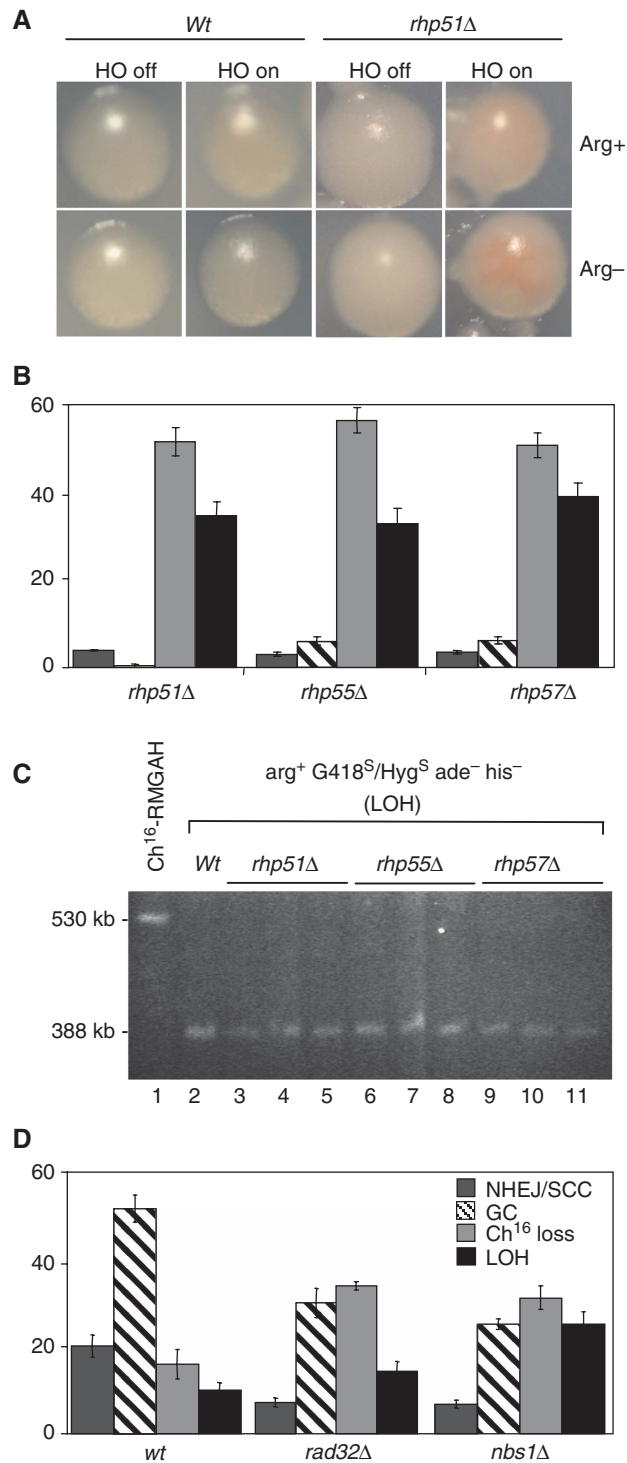 A
Wt rhp51Δ
HO off HO on HO off HO on
Arg+
Arg–
B
60
40
20
0
rhp51Δ rhp55Δ rhp57Δ
C
Ch16-RMGAH
arg+ G418S/HygS ade– his–
(LOH)
Wt rhp51Δ rhp55Δ rhp57Δ
530 kb -
388 kb -
1 2 3 4 5 6 7 8 9 10 11
D
60
40
20
0
NHEJ/SCC
GC
Ch16 loss
LOH
wt rad32Δ nbs1Δ